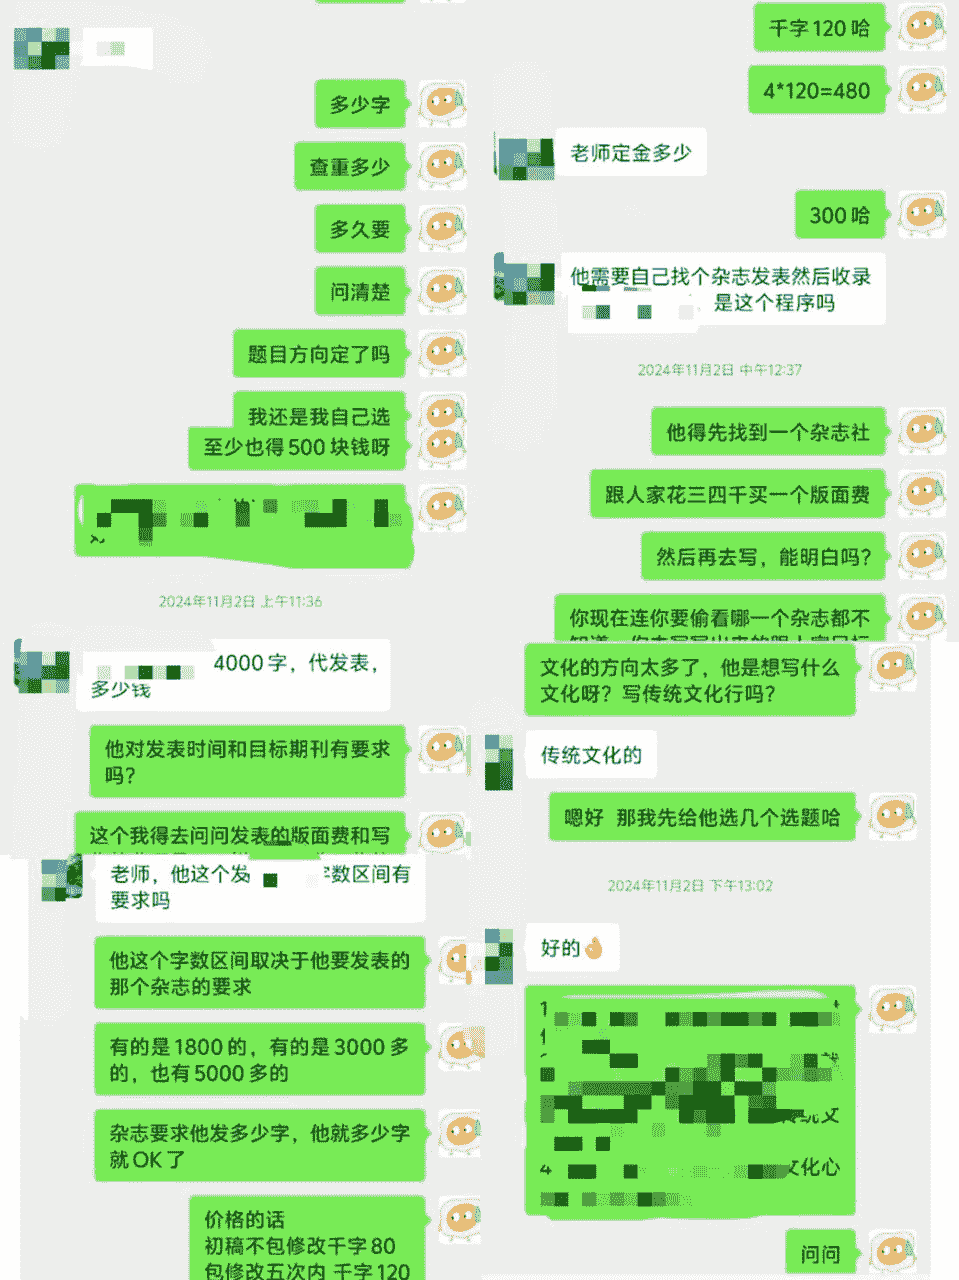 多少字
查重多少
多久要
问清楚
题目方向定了吗
我还是我自己选
至少也得500块钱呀
2024年11月2日 上午11:36
4000字，代发表，
多少钱
他对发表时间和目标期刊有要求
吗？
这个我得去问问发表的版面费和写
老师，他这个发
字数区间有
要求吗
他这个字数区间取决于他要发表的
那个杂志的要求
有的是1800的，有的是3000多
的，也有5000多的
杂志要求他发多少字，他就多少字
就OK了
价格的话
初稿不包修改千字80
包修改五次内 千字120
千字120哈
4*120=480
老师定金多少
300哈
他需要自己找个杂志发表然后收录
是这个程序吗
2024年11月2日 中午12:37
他得先找到一个杂志社
跟人家花三四千买一个版面费
然后再去写，能明白吗？
你现在连你要偷看哪一个杂志都不
文化的方向太多了，他是想写什么
文化呀？写传统文化行吗？
传统文化的
嗯好 那我先给他选几个选题哈
2024年11月2日 下午13:02
好的👌
1
传统文
4
文化心
问问